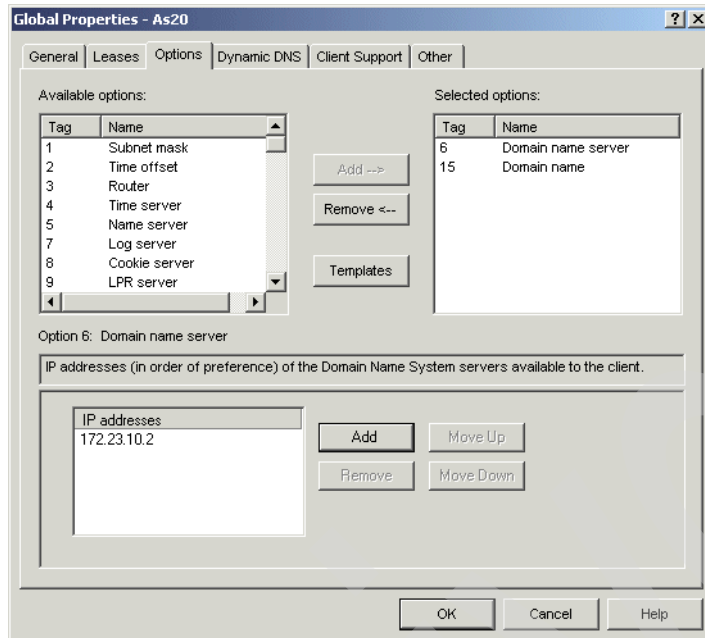 Global Properties - As20
General Leases Options Dynamic DNS Client Support Other
Available options:
Tag Name
1 Subnet mask
2 Time offset
3 Router
4 Time server
5 Name server
7 Log server
8 Cookie server
9 LPR server
Add -->
Remove <--
Templates
Selected options:
Tag Name
6 Domain name server
15 Domain name
Option 6: Domain name server
IP addresses (in order of preference) of the Domain Name System servers available to the client.
IP addresses
172.23.10.2
Add Move Up
Remove Move Down
OK Cancel Help